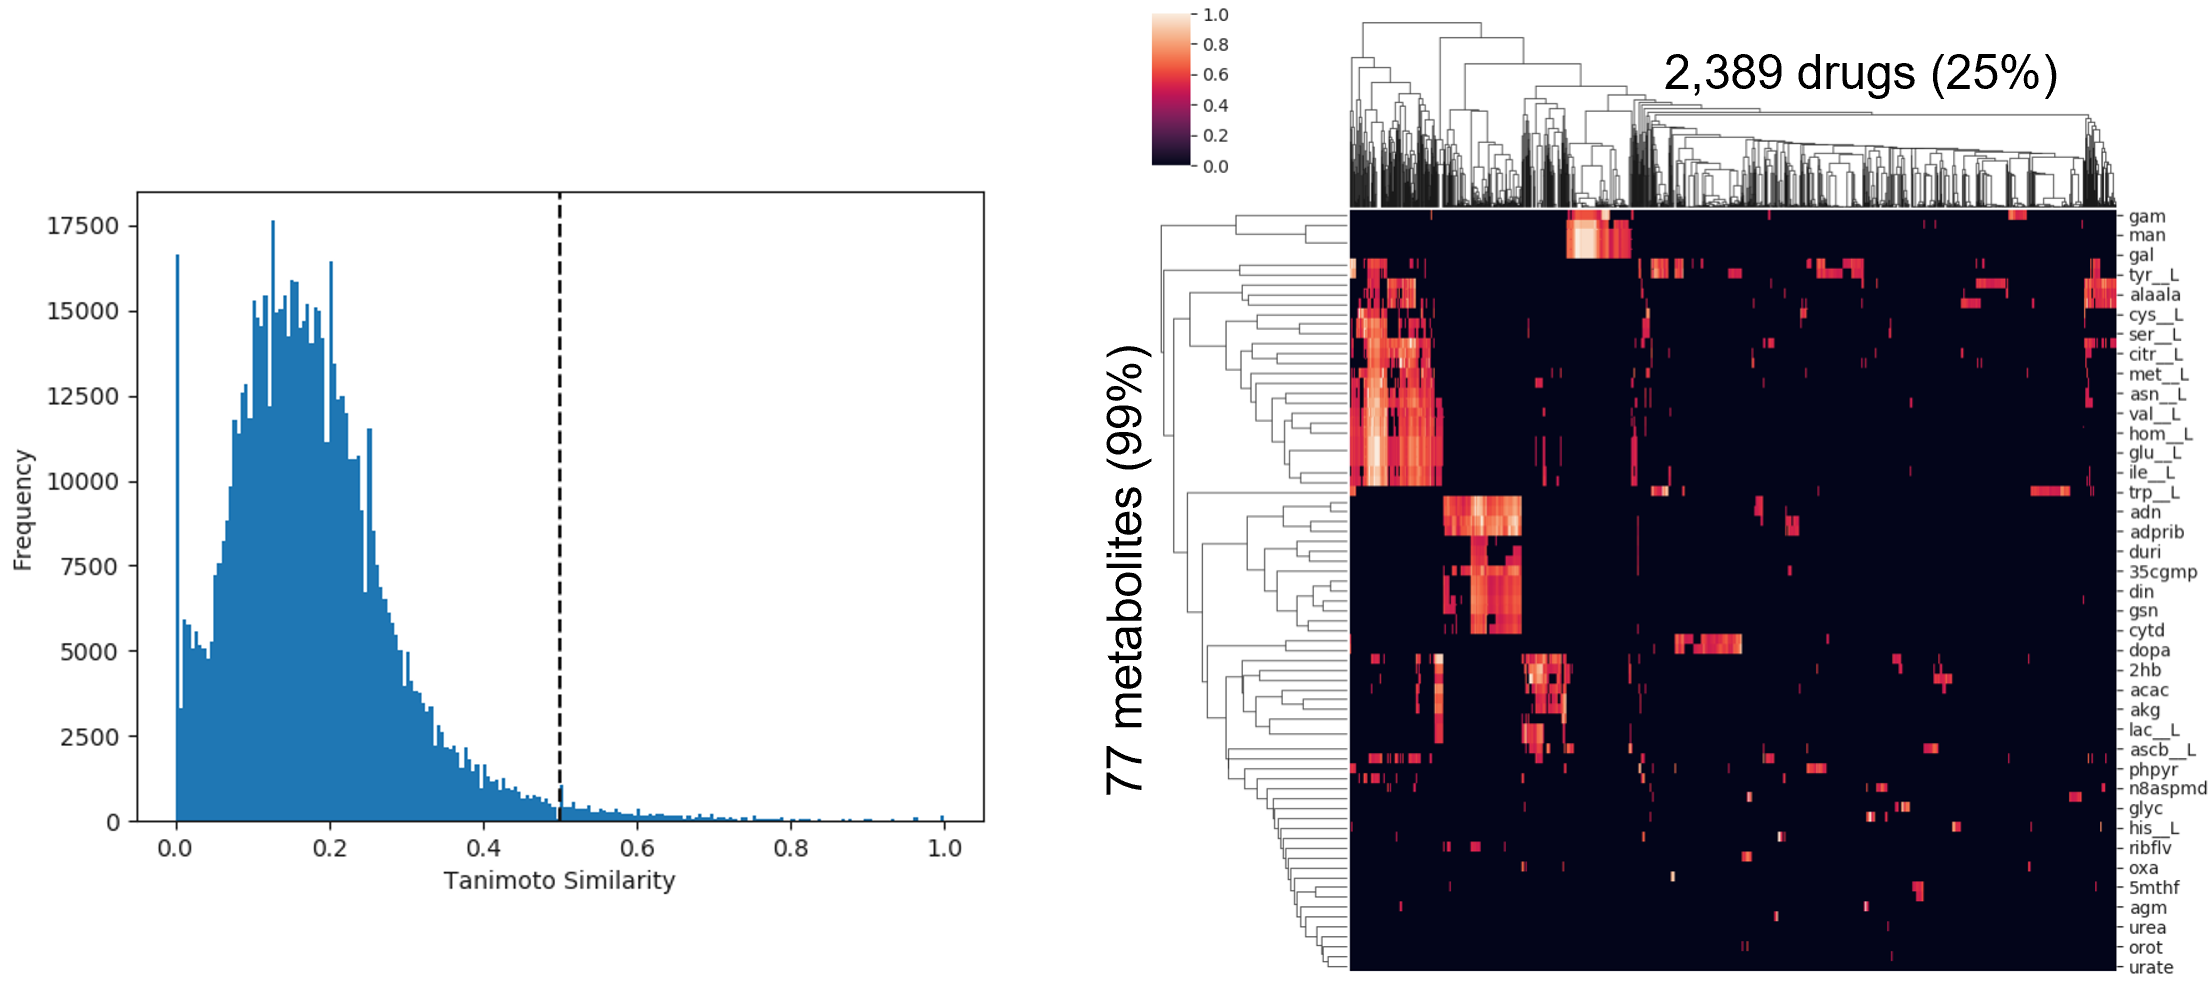 17500
15000
12500
10000
7500
5000
2500
0
Frequency
0.0
0.2
0.4
0.6
0.8
1.0
Tanimoto Similarity
1.0
0.8
0.6
0.4
0.2
0.0
2,389 drugs (25%)
77 metabolites (99%)
gam
man
gal
tyr__L
alaala
cys__L
ser__L
citr__L
met__L
asn__L
val__L
hom__L
glu__L
ile__L
trp__L
adn
adprib
duri
35cgmp
din
gsn
cytd
dopa
2hb
acac
akg
lac__L
ascb__L
phpyr
n8aspmd
glyc
his__L
ribflv
oxa
5mthf
agm
urea
orot
urate